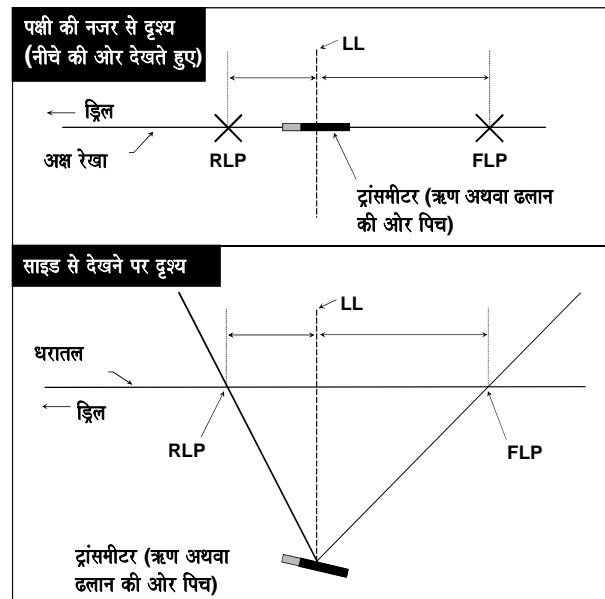 पक्षी की नजर से दृश्य
(नीचे की ओर देखते हुए)
LL
ड्रिल
अक्ष रेखा
RLP
FLP
ट्रांसमीटर (ऋण अथवा ढलान
की ओर पिच)
साइड से देखने पर दृश्य
LL
धरातल
ड्रिल
RLP
FLP
ट्रांसमीटर (ऋण अथवा
ढलान की ओर पिच)